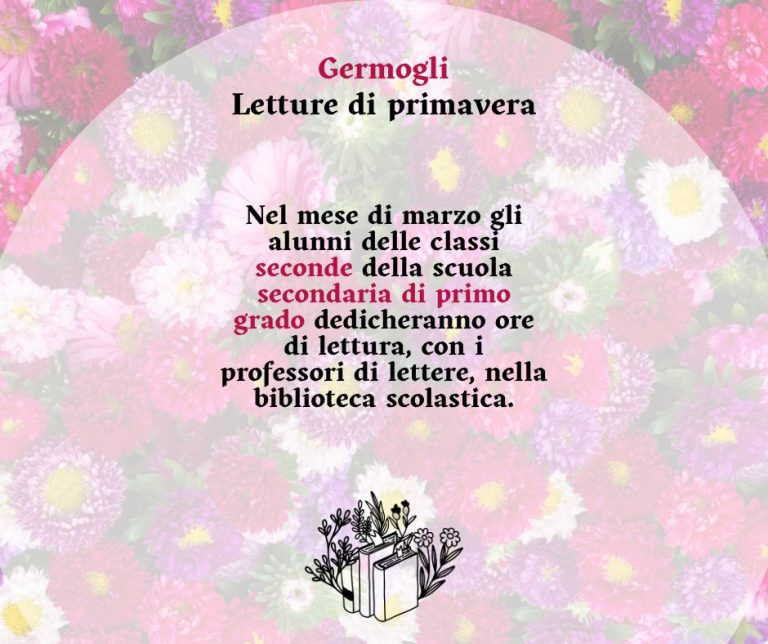 Germogli
Letture di primavera
Nel mese di marzo gli
alunni delle classi
seconde della scuola
secondaria di primo
grado dedicheranno ore
di lettura, con i
professori di lettere, nella
biblioteca scolastica.